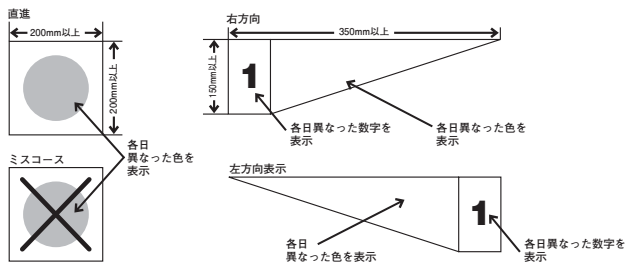 直進
200mm以上
200mm以上
各日
異なった色を
表示
ミスコース
右方向
350mm以上
150mm以上
1
各日異なった数字を
表示
各日異なった色を
表示
左方向表示
1
各日
異なった色を表示
各日異なった数字を
表示